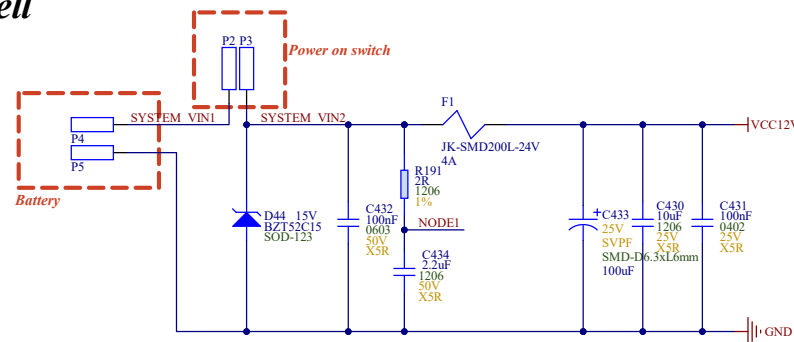 ell
P2 P3
Power on switch
SYSTEM_VIN1
SYSTEM_VIN2
P4
P5
Battery
F1
JK-SMD200L-24V
4A
VCC12V
R191
2R
1206
1%
NODE1
D44 15V
BZT52C15
SOD-123
C432
100nF
0603
50V
X5R
C434
2.2uF
1206
50V
X5R
+
C433
25V
SVPF
SMD-D6.3xL6mm
100uF
C430
10uF
1206
25V
X5R
C431
100nF
0402
25V
X5R
GND